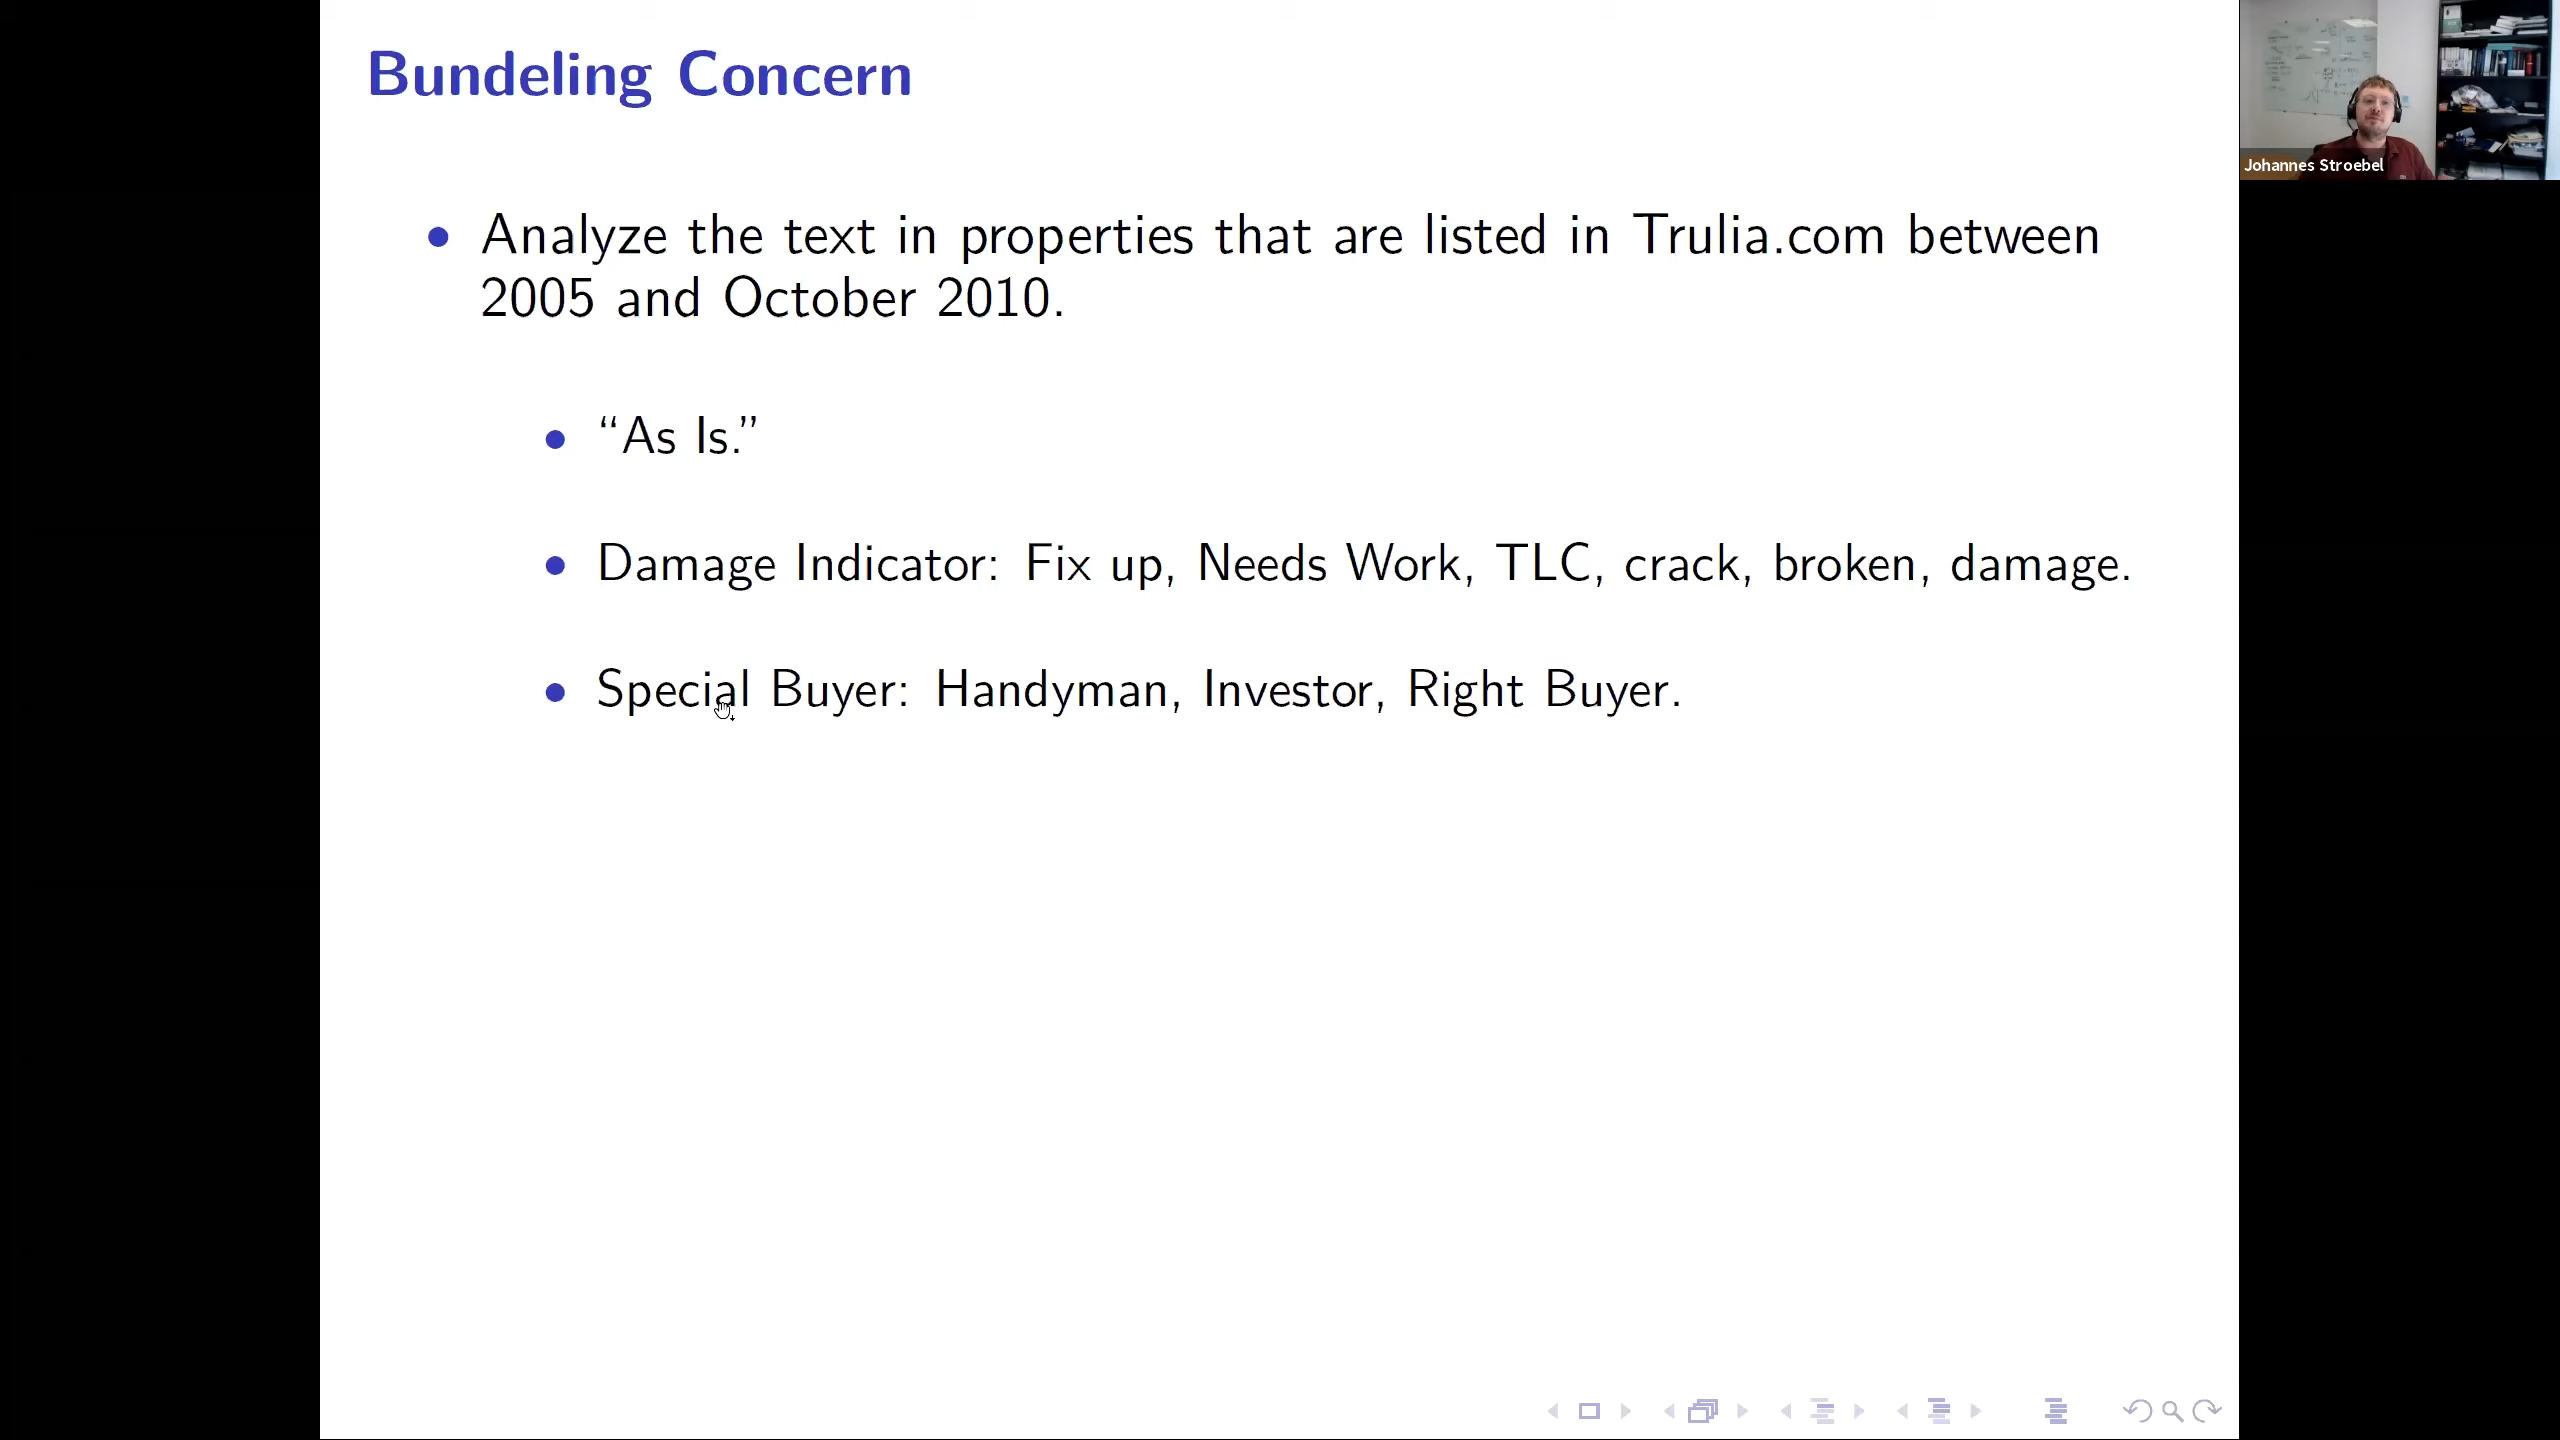 Bundeling Concern
Johannes Stroebel
• Analyze the text in properties that are listed in Trulia.com between
2005 and October 2010.
• “As Is.”
• Damage Indicator: Fix up, Needs Work, TLC, crack, broken, damage.
• Special Buyer: Handyman, Investor, Right Buyer.